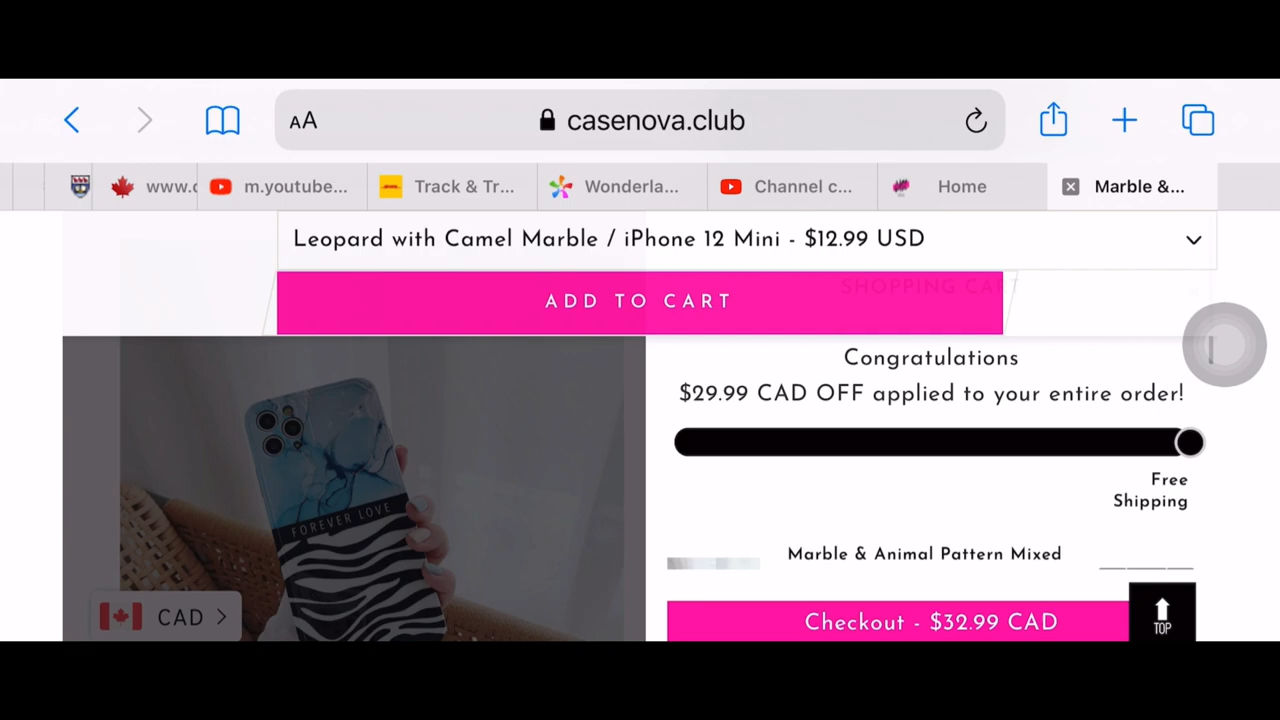 AA
casenova.club
www.c
m.youtube...
Track & Tr...
Wonderla...
Channel c...
Home
Marble &...
Leopard with Camel Marble / iPhone 12 Mini - $12.99 USD
SHOPPING CART
ADD TO CART
Congratulations
$29.99 CAD OFF applied to your entire order!
Free
Shipping
FOREVER LOVE
Marble & Animal Pattern Mixed
CAD
Checkout - $32.99 CAD
TOP